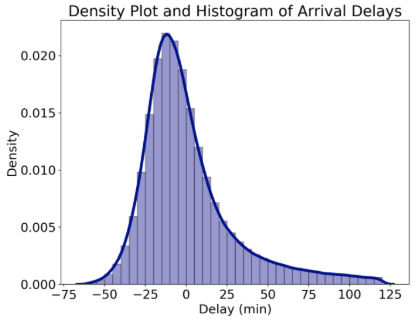 Density Plot and Histogram of Arrival Delays
Density
0.020
0.015
0.010
0.005
0.000
−75 −50 −25 0 25 50 75 100 125
Delay (min)